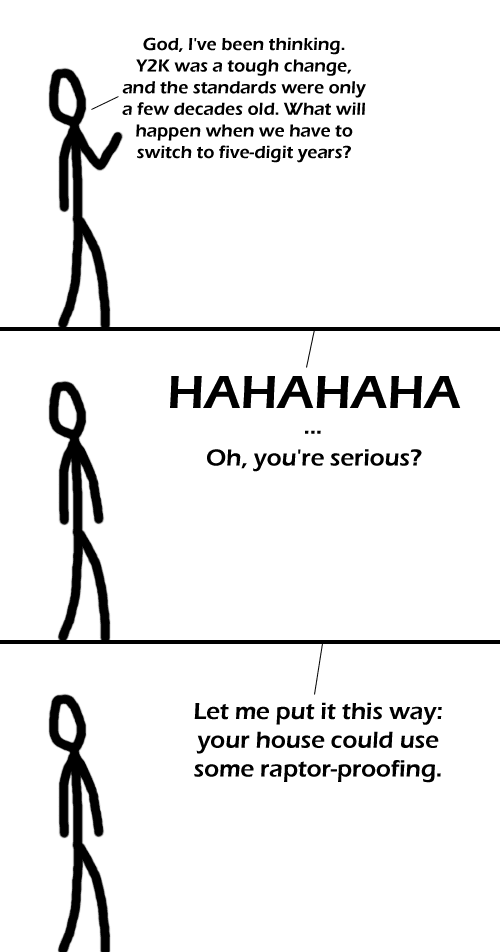 God, I've been thinking.
Y2K was a tough change,
and the standards were only
a few decades old. What will
happen when we have to
switch to five-digit years?
HAHAHAHA
...
Oh, you're serious?
Let me put it this way:
your house could use
some raptor-proofing.